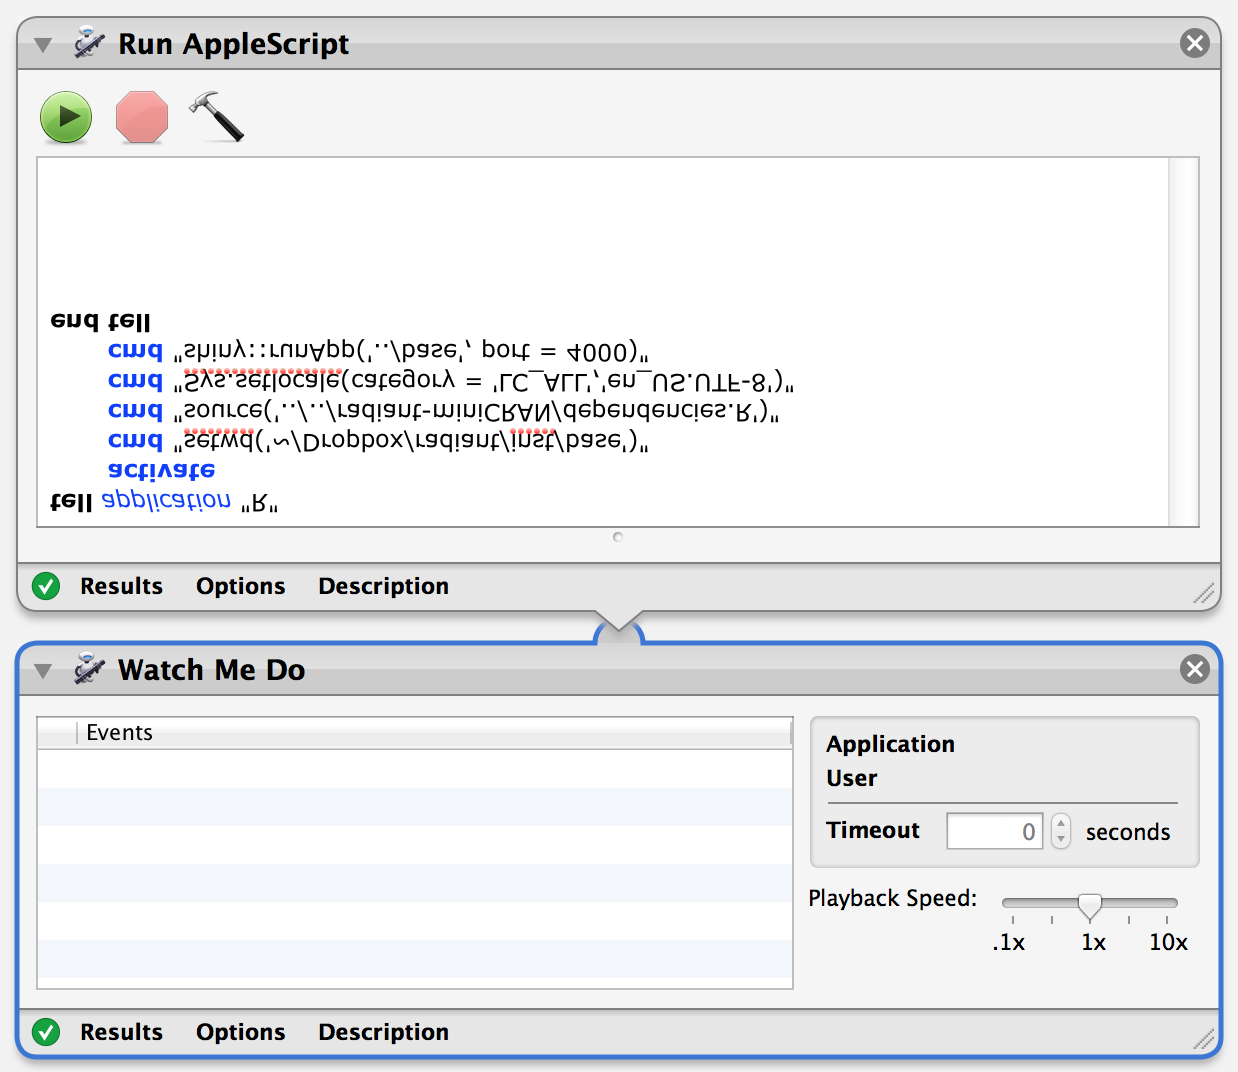 Run AppleScript
tell application "R"
activate
cmd "setwd('~/Dropbox/radiant/inst/base')"
cmd "source('../../radiant-miniCRAN/dependencies.R')"
cmd "Sys.setlocale(category = 'LC_ALL','en_US.UTF-8')"
cmd "shiny::runApp('../base', port = 4000)"
end tell
Results Options Description
Watch Me Do
Events
Application
User
Timeout 0 seconds
Playback Speed:
.1x 1x 10x
Results Options Description